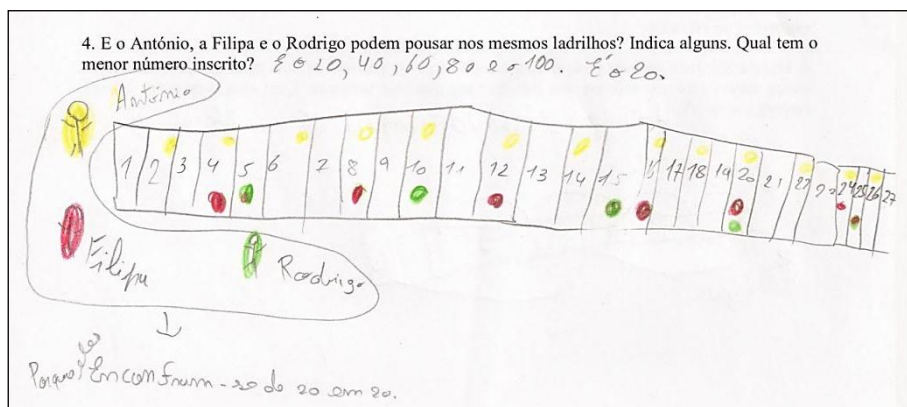 4. E o António, a Filipa e o Rodrigo podem pousar nos mesmos ladrilhos? Indica alguns. Qual tem o
menor número inscrito? É o 20, 40, 60, 80 e o 100. É o 20.
António
1 2 3 4 5 6 7 8 9 10 11 12 13 14 15 16 17 18 19 20 21 22 23 24 25 26 27
Filipa
Rodrigo
Porque eles
Encontram-se de 20 em 20.